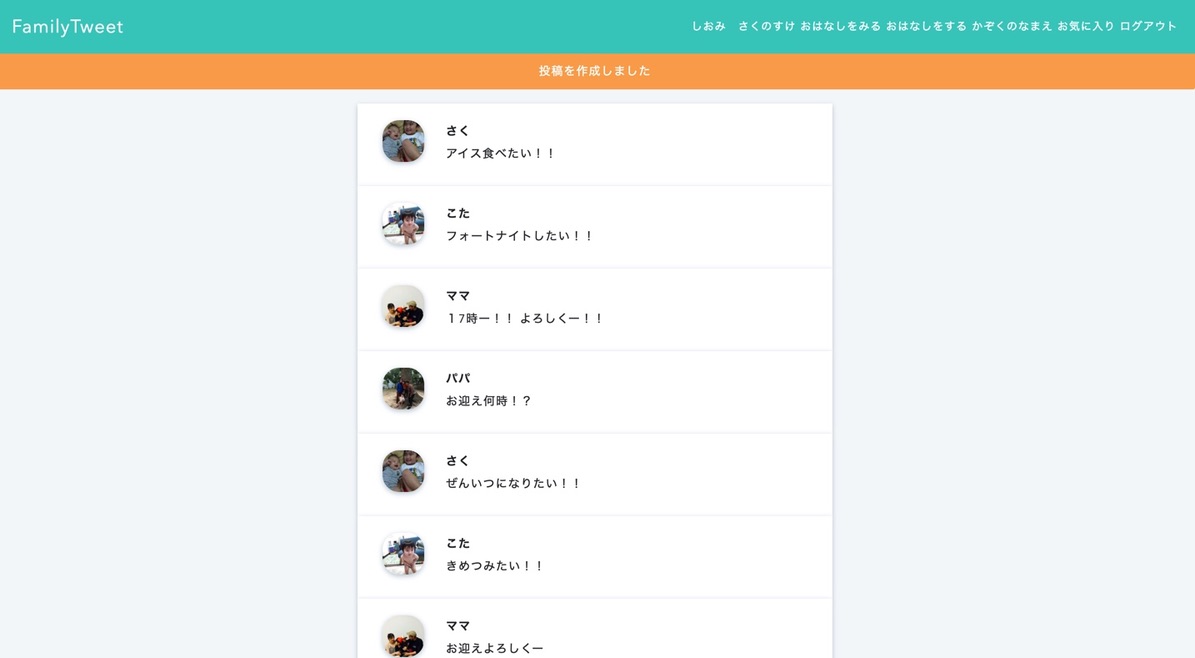 FamilyTweet
しおみ　さくのすけ おはなしをみる おはなしをする かぞくのなまえ お気に入り ログアウト
投稿を作成しました
さく
アイス食べたい！！
こた
フォートナイトしたい！！
ママ
１7時ー！！ よろしくー！！
パパ
お迎え何時！？
さく
ぜんいつになりたい！！
こた
きめつみたい！！
ママ
お迎えよろしくー